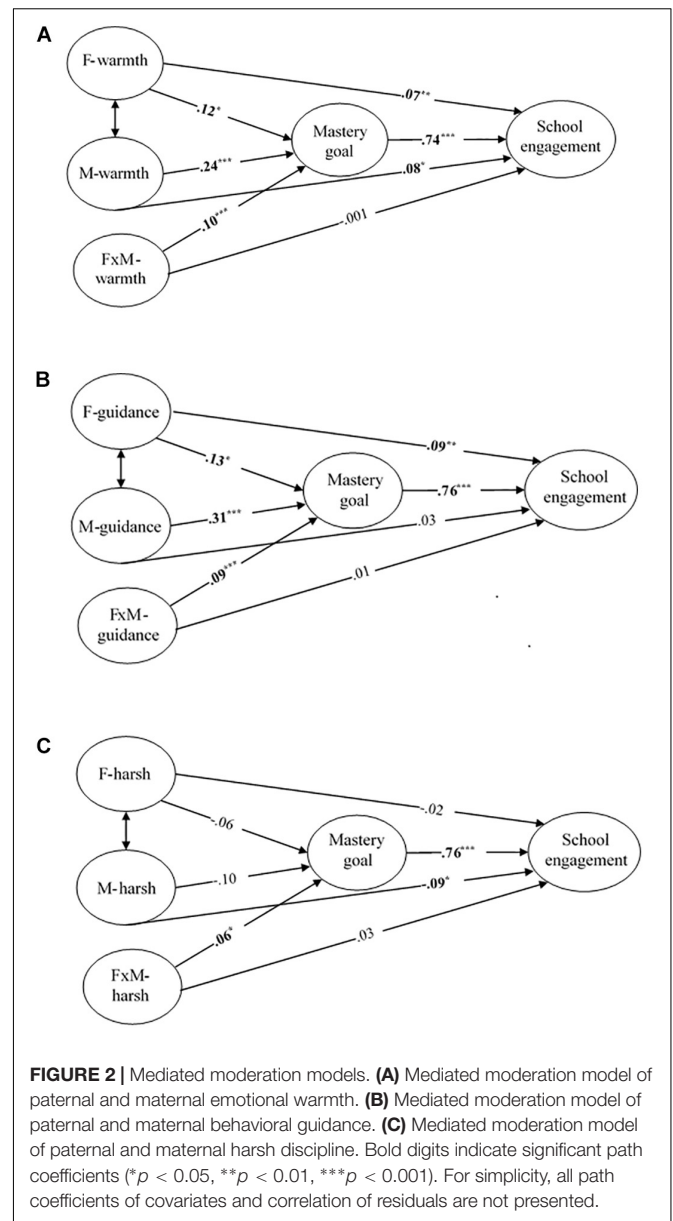 A
F-warmth
.07**
.12*
Mastery
goal
.74***
School
engagement
M-warmth
.24***
.08*
.10***
-.001
FxM-
warmth
B
F-guidance
.09**
.13*
Mastery
goal
.76***
School
engagement
M-guidance
.31***
.03
.09***
.01
FxM-
guidance
C
F-harsh
-.02
-.06
Mastery
goal
.76***
School
engagement
M-harsh
-.10
.09*
.06*
.03
FxM-
harsh
FIGURE 2 | Mediated moderation models. (A) Mediated moderation model of
paternal and maternal emotional warmth. (B) Mediated moderation model of
paternal and maternal behavioral guidance. (C) Mediated moderation model
of paternal and maternal harsh discipline. Bold digits indicate significant path
coefficients (*p < 0.05, **p < 0.01, ***p < 0.001). For simplicity, all path
coefficients of covariates and correlation of residuals are not presented.